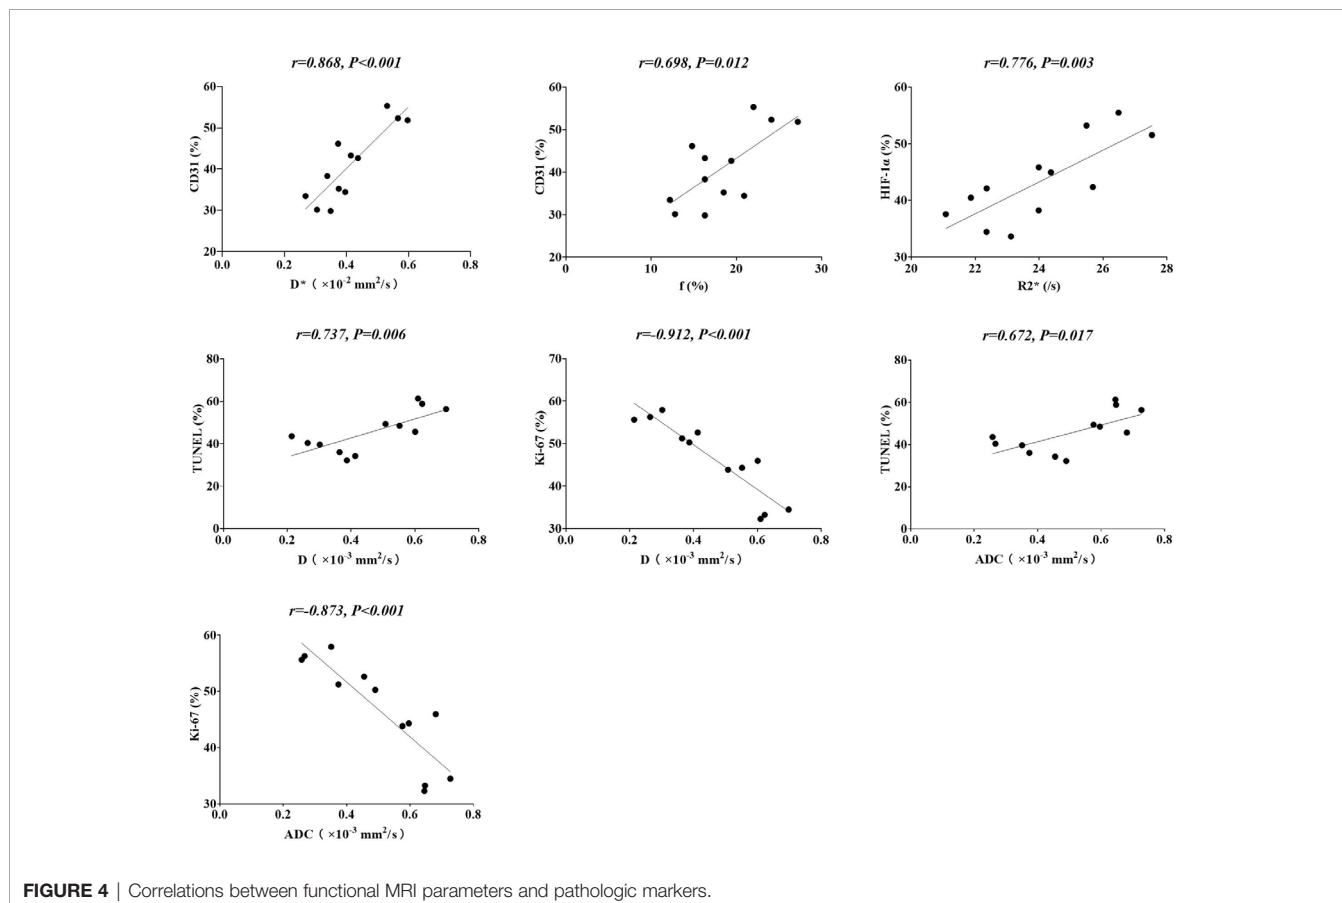 r=0.868, P<0.001
60
50
40
30
20
CD31 (%)
0.0 0.2 0.4 0.6 0.8
D* ( ×10⁻² mm²/s)
r=0.698, P=0.012
60
50
40
30
20
CD31 (%)
0 10 20 30
f (%)
r=0.776, P=0.003
60
50
40
30
HIF-1α (%)
20 22 24 26 28
R2* (/s)
r=0.737, P=0.006
80
60
40
20
0
TUNEL (%)
0.0 0.2 0.4 0.6 0.8
D ( ×10⁻³ mm²/s)
r=-0.912, P<0.001
70
60
50
40
30
Ki-67 (%)
0.0 0.2 0.4 0.6 0.8
D ( ×10⁻³ mm²/s)
r=0.672, P=0.017
80
60
40
20
0
TUNEL (%)
0.0 0.2 0.4 0.6 0.8
ADC ( ×10⁻³ mm²/s)
r=-0.873, P<0.001
60
50
40
30
Ki-67 (%)
0.0 0.2 0.4 0.6 0.8
ADC ( ×10⁻³ mm²/s)
FIGURE 4 | Correlations between functional MRI parameters and pathologic markers.